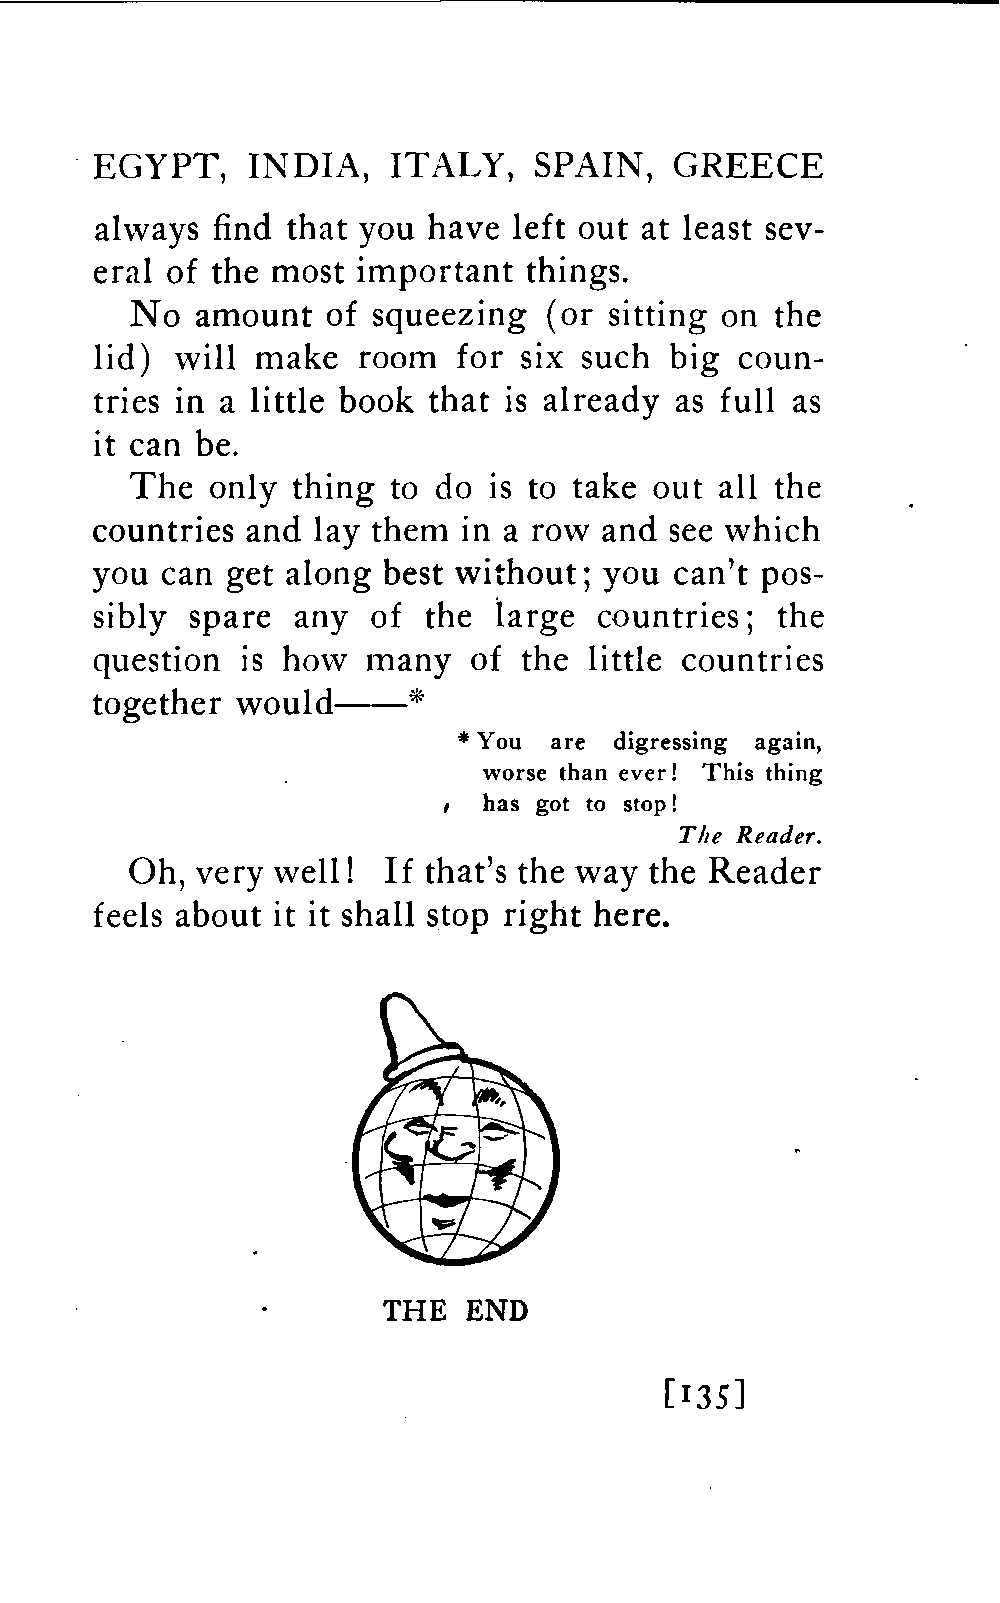 EGYPT, INDIA, ITALY, SPAIN, GREECE
always find that you have left out at least sev-
eral of the most important things.
No amount of squeezing (or sitting on the
lid) will make room for six such big coun-
tries in a little book that is already as full as
it can be.
The only thing to do is to take out all the
countries and lay them in a row and see which
you can get along best without; you can't pos-
sibly spare any of the large countries; the
question is how many of the little countries
together would——*
* You are digressing again,
worse than ever! This thing
has got to stop!
The Reader.
Oh, very well! If that's the way the Reader
feels about it it shall stop right here.
THE END
[135]